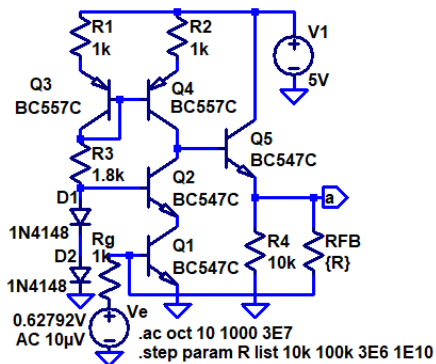 R1
1k
R2
1k
V1
5V
Q3
BC557C
Q4
BC557C
Q5
BC547C
R3
1.8k
D1
1N4148
Q2
BC547C
a
D2
1N4148
Rg
1k
Q1
BC547C
R4
10k
RFB
{R}
Ve
0.62792V
AC 10µV
.ac oct 10 1000 3E7
.step param R list 10k 100k 3E6 1E10